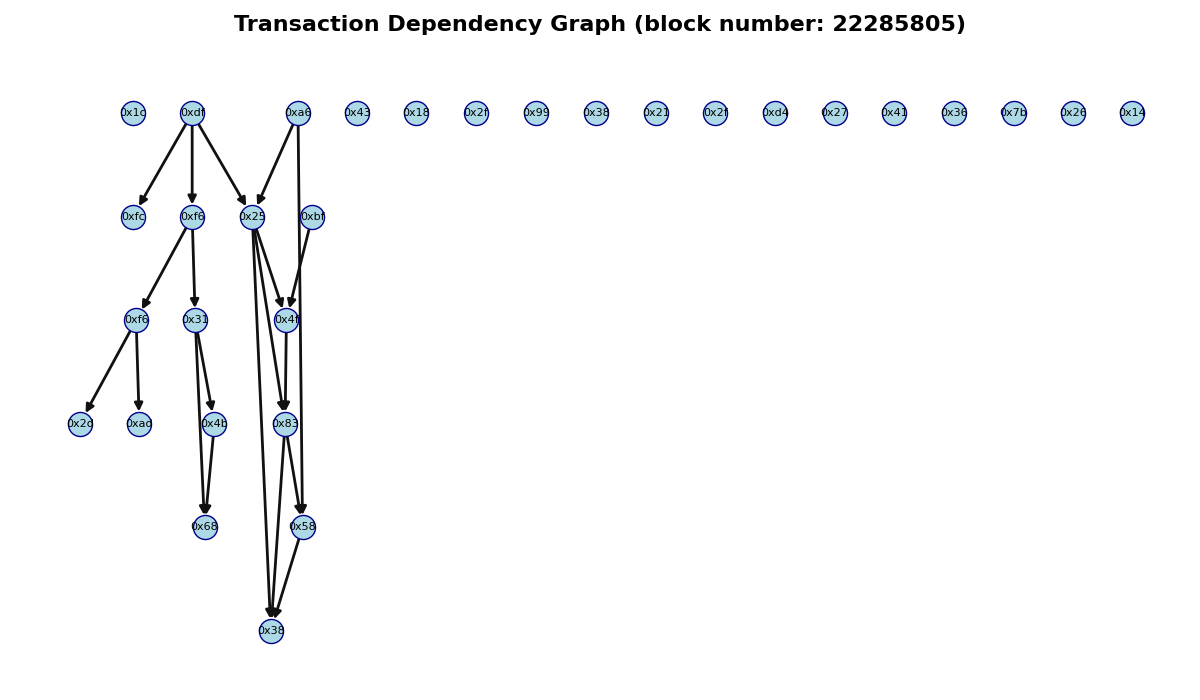 Transaction Dependency Graph (block number: 22285805)
0x1c 0xdf 0xa6 0x43 0x18 0x2f 0x99 0x38 0x21 0x2f 0xd4 0x27 0x41 0x36 0x7b 0x26 0x14
0xfc 0xf6 0x25 0xbf
0xf6 0x31 0x4f
0x2d 0xad 0x4b 0x83
0x68 0x58
0x38